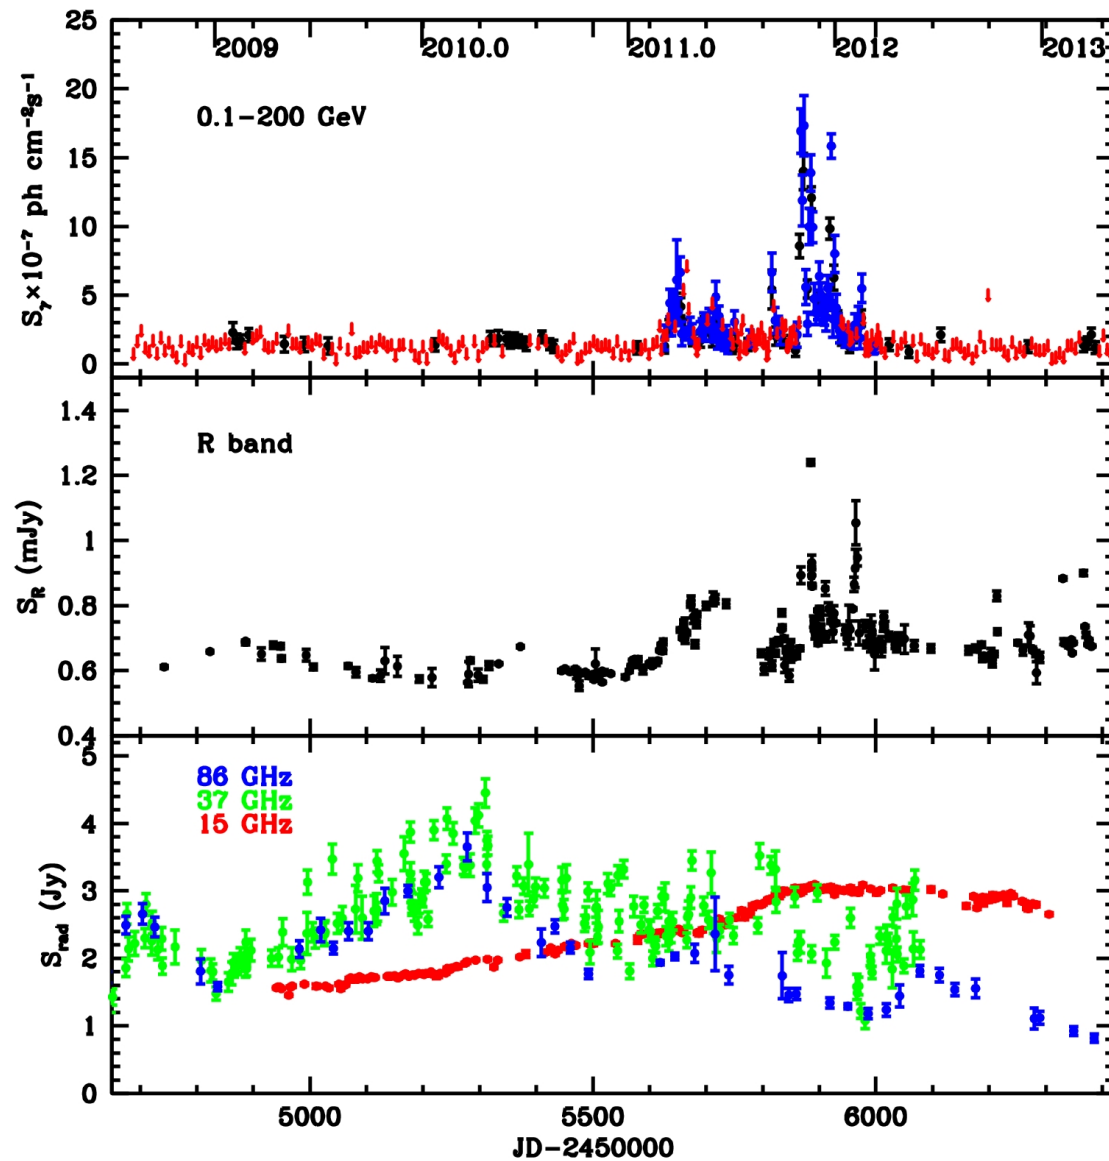 25
20
15
10
5
0
2009
2010.0
2011.0
2012
2013
0.1−200 GeV
S_γ×10⁻⁷ ph cm⁻²s⁻¹
1.4
1.2
1
0.8
0.6
0.4
R band
S_R (mJy)
5
4
3
2
1
0
86 GHz
37 GHz
15 GHz
S_rad (Jy)
5000
5500
6000
JD−2450000